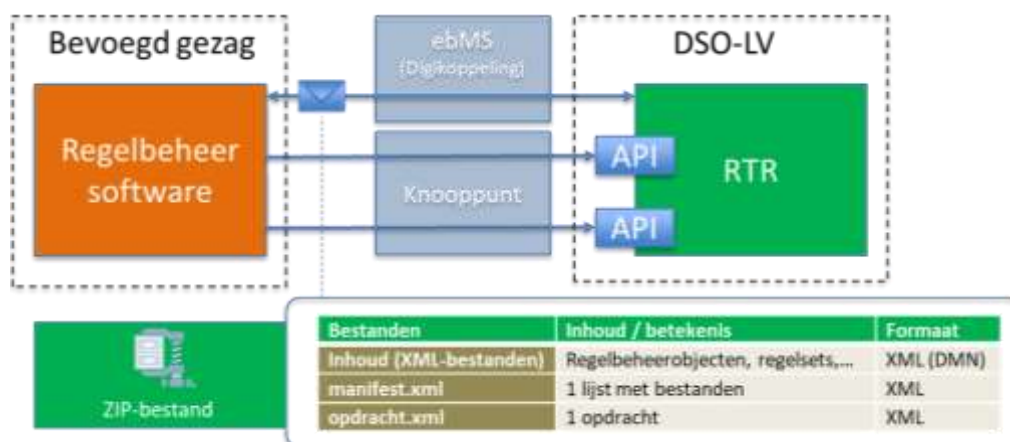 Bevoegd gezag
ebMS
(Digikoppeling)
DSO-LV
Regelbeheer
software
API
RTR
Knooppunt
API
ZIP-bestand
Bestanden Inhoud / betekenis Formaat
Inhoud (XML-bestanden) Regelbeheerobjecten, regelsets,... XML (DMN)
manifest.xml 1 lijst met bestanden XML
opdracht.xml 1 opdracht XML